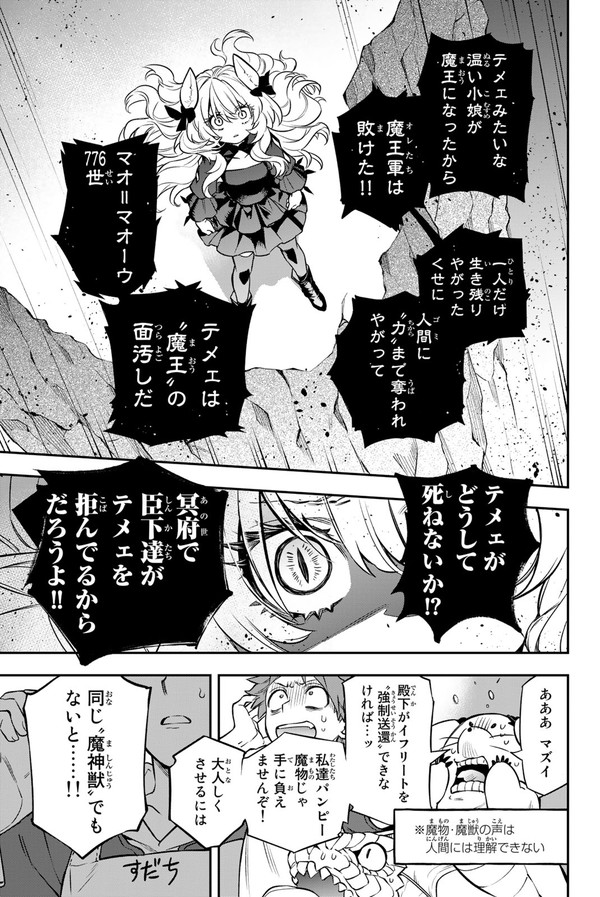 テメェみたいな
温い小娘が
魔王になったから
魔王軍は
敗けた!!
一人だけ
生き残り
やがった
くせに
人間に
〝力〟まで奪われ
やがって
テメェは
〝魔王〟の
面汚しだ
マオ=マオーウ
776世
テメェが
どうして
死ねないか!?
冥府で
臣下達が
テメェを
拒んでるから
だろうよ!!
あああ マズイ
殿下がイフリートを
〝強制送還〟できな
ければ…ッ
※魔物・魔獣の声は
人間には理解できない
私達パンピー
魔物じゃ
手に負え
ませんぞ!
大人しく
させるには
同じ〝魔神獣〟でも
ないと……!!
すだち